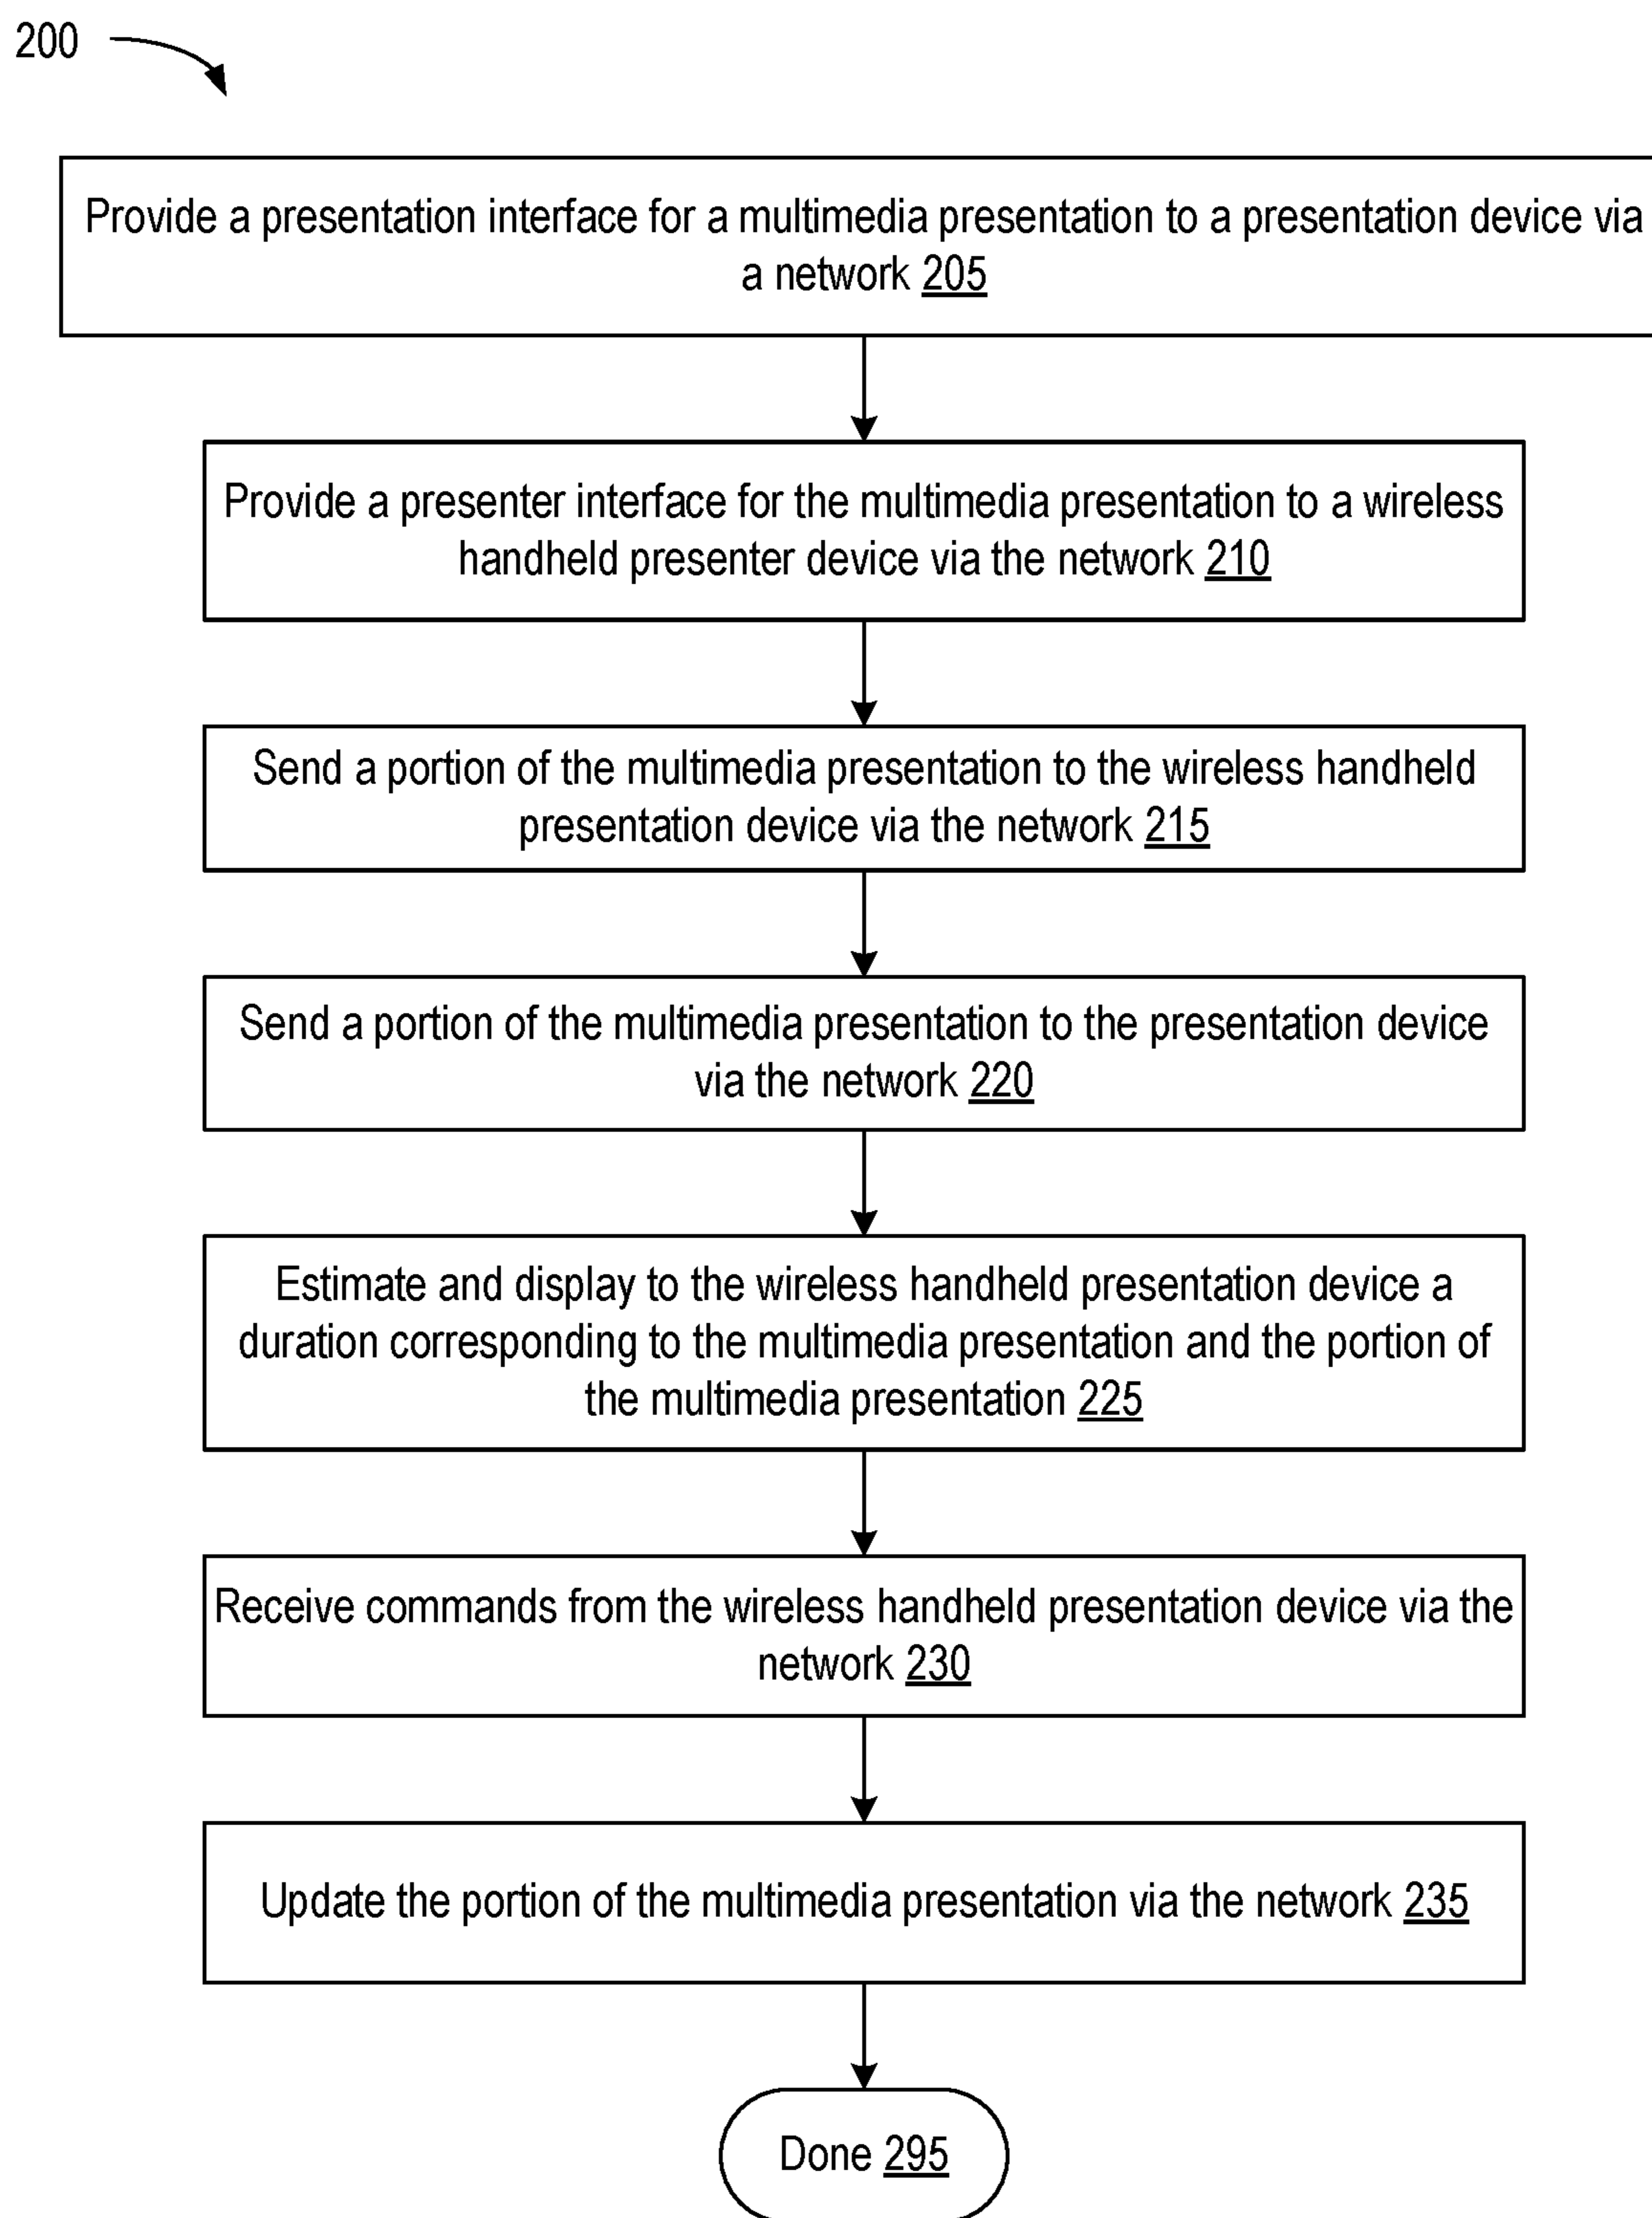 200
Provide a presentation interface for a multimedia presentation to a presentation device via
a network 205
Provide a presenter interface for the multimedia presentation to a wireless
handheld presenter device via the network 210
Send a portion of the multimedia presentation to the wireless handheld
presentation device via the network 215
Send a portion of the multimedia presentation to the presentation device
via the network 220
Estimate and display to the wireless handheld presentation device a
duration corresponding to the multimedia presentation and the portion of
the multimedia presentation 225
Receive commands from the wireless handheld presentation device via the
network 230
Update the portion of the multimedia presentation via the network 235
Done 295